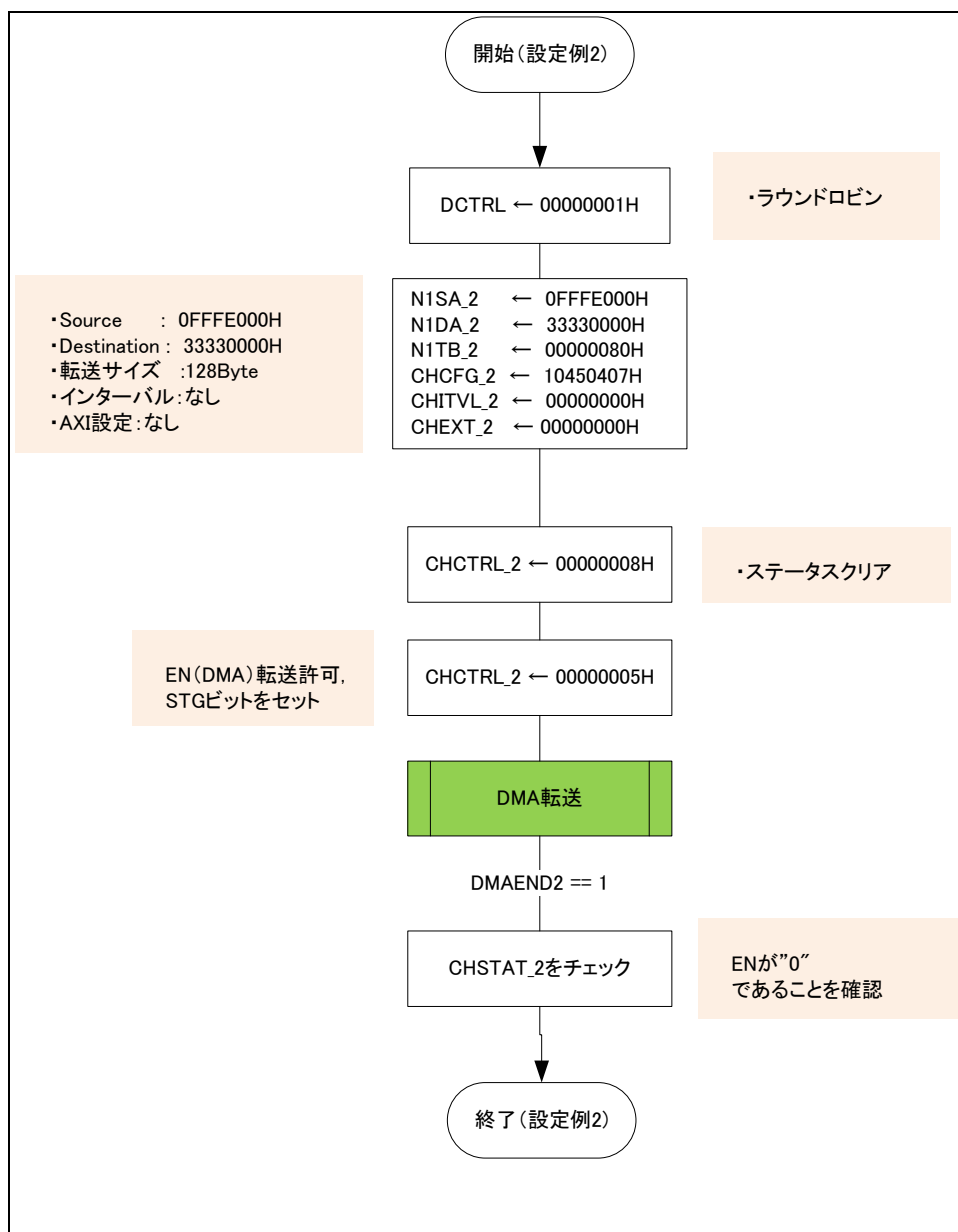 開始(設定例2)
DCTRL ← 00000001H
・ラウンドロビン
・Source : 0FFFE000H
・Destination : 33330000H
・転送サイズ :128Byte
・インターバル:なし
・AXI設定:なし
N1SA_2 ← 0FFFE000H
N1DA_2 ← 33330000H
N1TB_2 ← 00000080H
CHCFG_2 ← 10450407H
CHITVL_2 ← 00000000H
CHEXT_2 ← 00000000H
CHCTRL_2 ← 00000008H
・ステータスクリア
EN(DMA)転送許可,
STGビットをセット
CHCTRL_2 ← 00000005H
DMA転送
DMAEND2 == 1
CHSTAT_2をチェック
ENが”0″
であることを確認
終了(設定例2)